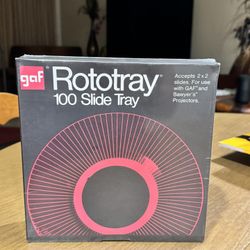 gaf
Rototray®
100 Slide Tray
Accepts 2 x 2
slides. For use
with GAF® and
Sawyer's®
Projectors.